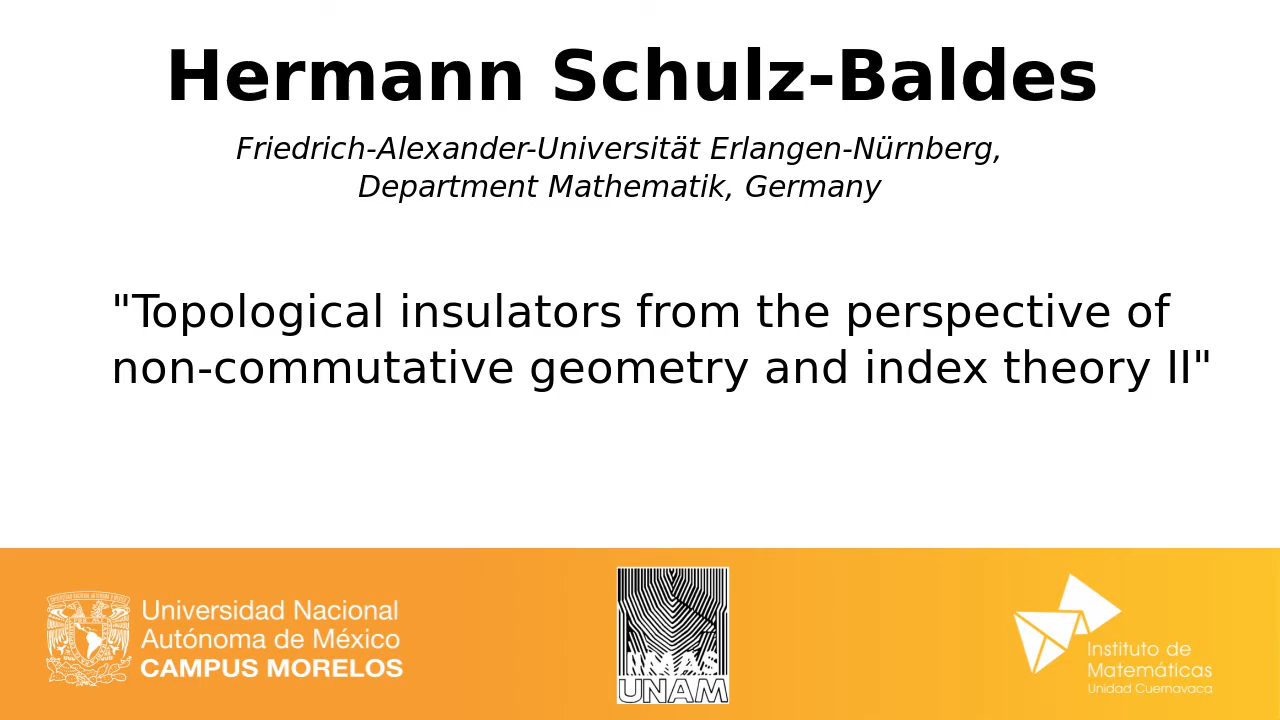 Hermann Schulz-Baldes
Friedrich-Alexander-Universität Erlangen-Nürnberg,
Department Mathematik, Germany
"Topological insulators from the perspective of
non-commutative geometry and index theory II"
Universidad Nacional
Autónoma de México
CAMPUS MORELOS
IIMAS
UNAM
Instituto de
Matemáticas
Unidad Cuernavaca